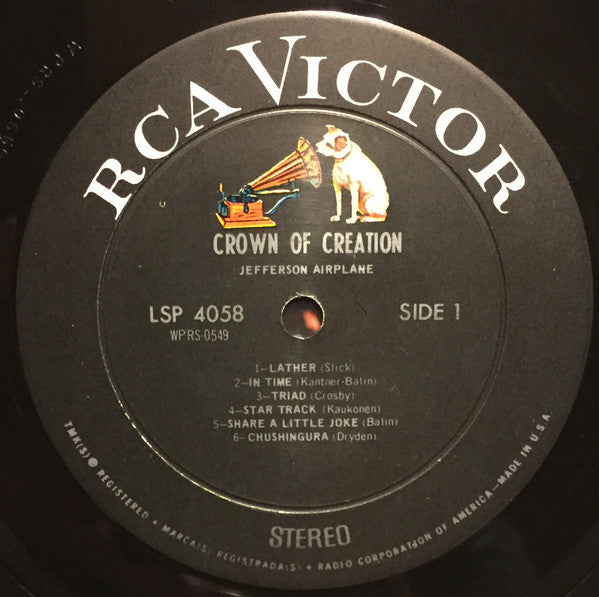 RCA VICTOR
CROWN OF CREATION
JEFFERSON AIRPLANE
LSP 4058
SIDE 1
WPRS-0549
1—LATHER (Slick)
2—IN TIME (Kantner-Balin)
3—TRIAD (Crosby)
4—STAR TRACK (Kaukonen)
5—SHARE A LITTLE JOKE (Balin)
6—CHUSHINGURA (Dryden)
STEREO
TMK(S) ® REGISTERED • MARCA(S) REGISTRADA(S) • RADIO CORPORATION OF AMERICA—MADE IN U.S.A.